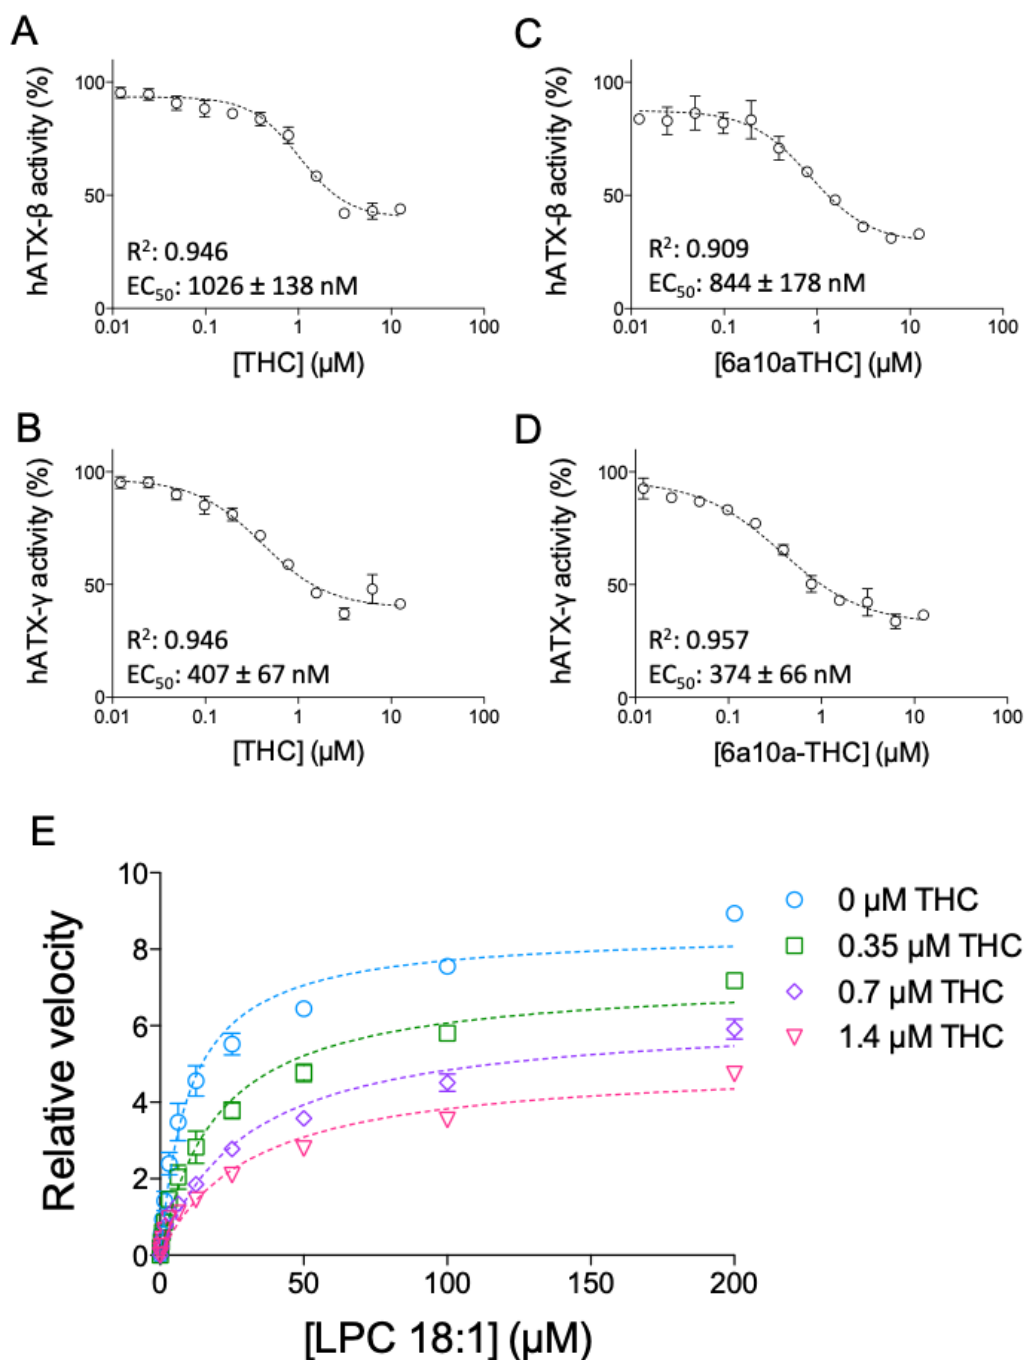 A
hATX-β activity (%)
100
50
0
R²: 0.946
EC₅₀: 1026 ± 138 nM
0.01 0.1 1 10 100
[THC] (µM)
C
hATX-β activity (%)
100
50
0
R²: 0.909
EC₅₀: 844 ± 178 nM
0.01 0.1 1 10 100
[6a10aTHC] (µM)
B
hATX-γ activity (%)
100
50
0
R²: 0.946
EC₅₀: 407 ± 67 nM
0.01 0.1 1 10 100
[THC] (µM)
D
hATX-γ activity (%)
100
50
0
R²: 0.957
EC₅₀: 374 ± 66 nM
0.01 0.1 1 10 100
[6a10a-THC] (µM)
E
Relative velocity
10
8
6
4
2
0
0 50 100 150 200
[LPC 18:1] (µM)
0 µM THC
0.35 µM THC
0.7 µM THC
1.4 µM THC